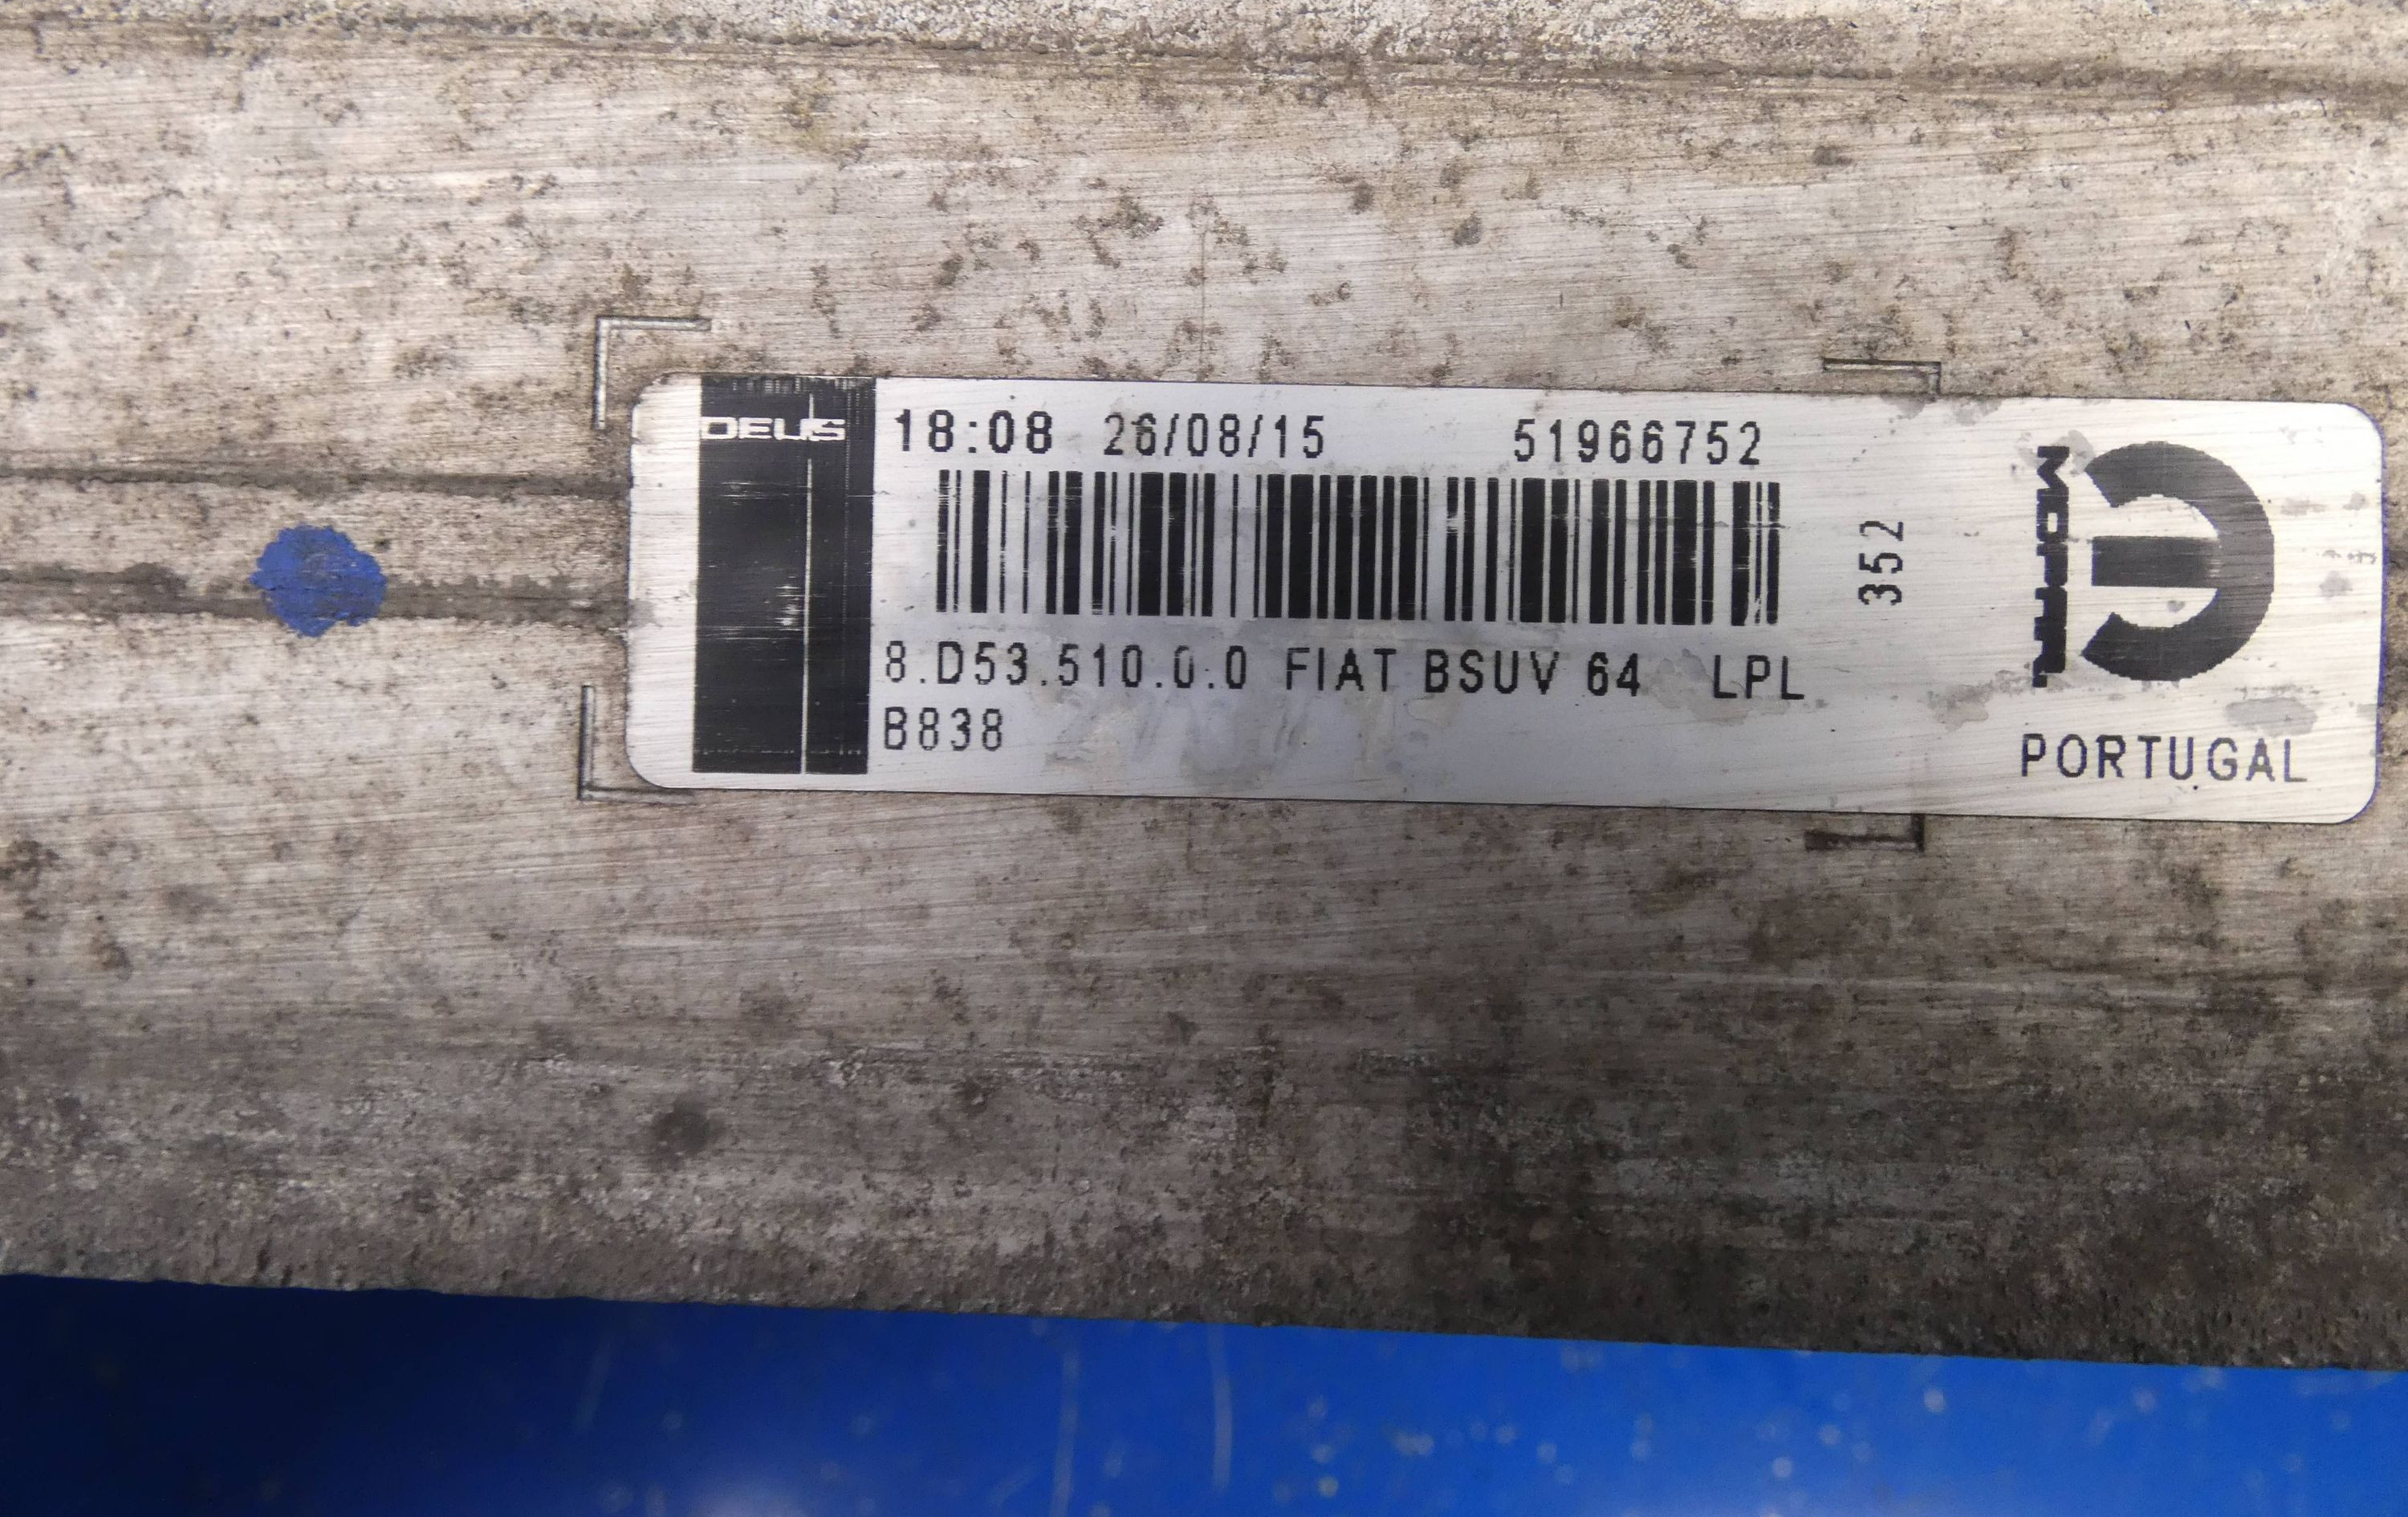 DEUS
18:08 26/08/15 51966752
352
8.D53.510.0.0 FIAT BSUV 64 LPL
B838
MOPAR
PORTUGAL